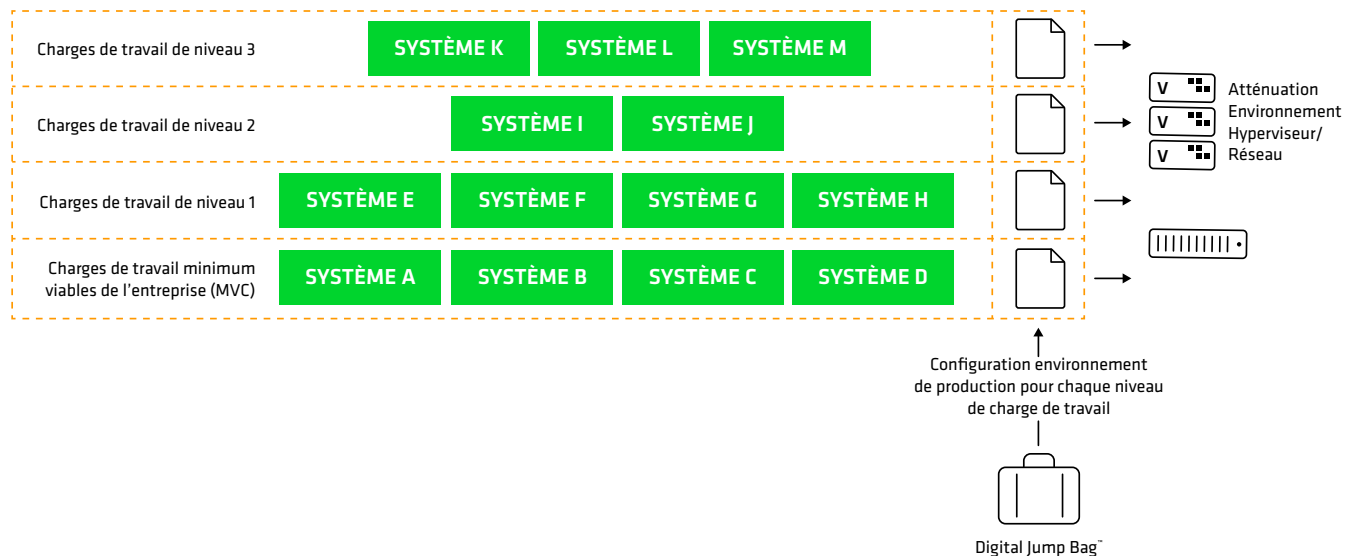 Charges de travail de niveau 3
SYSTÈME K
SYSTÈME L
SYSTÈME M
Charges de travail de niveau 2
SYSTÈME I
SYSTÈME J
Charges de travail de niveau 1
SYSTÈME E
SYSTÈME F
SYSTÈME G
SYSTÈME H
Charges de travail minimum
viables de l'entreprise (MVC)
SYSTÈME A
SYSTÈME B
SYSTÈME C
SYSTÈME D
V
V
V
Atténuation
Environnement
Hyperviseur/
Réseau
Configuration environnement
de production pour chaque niveau
de charge de travail
Digital Jump Bag™